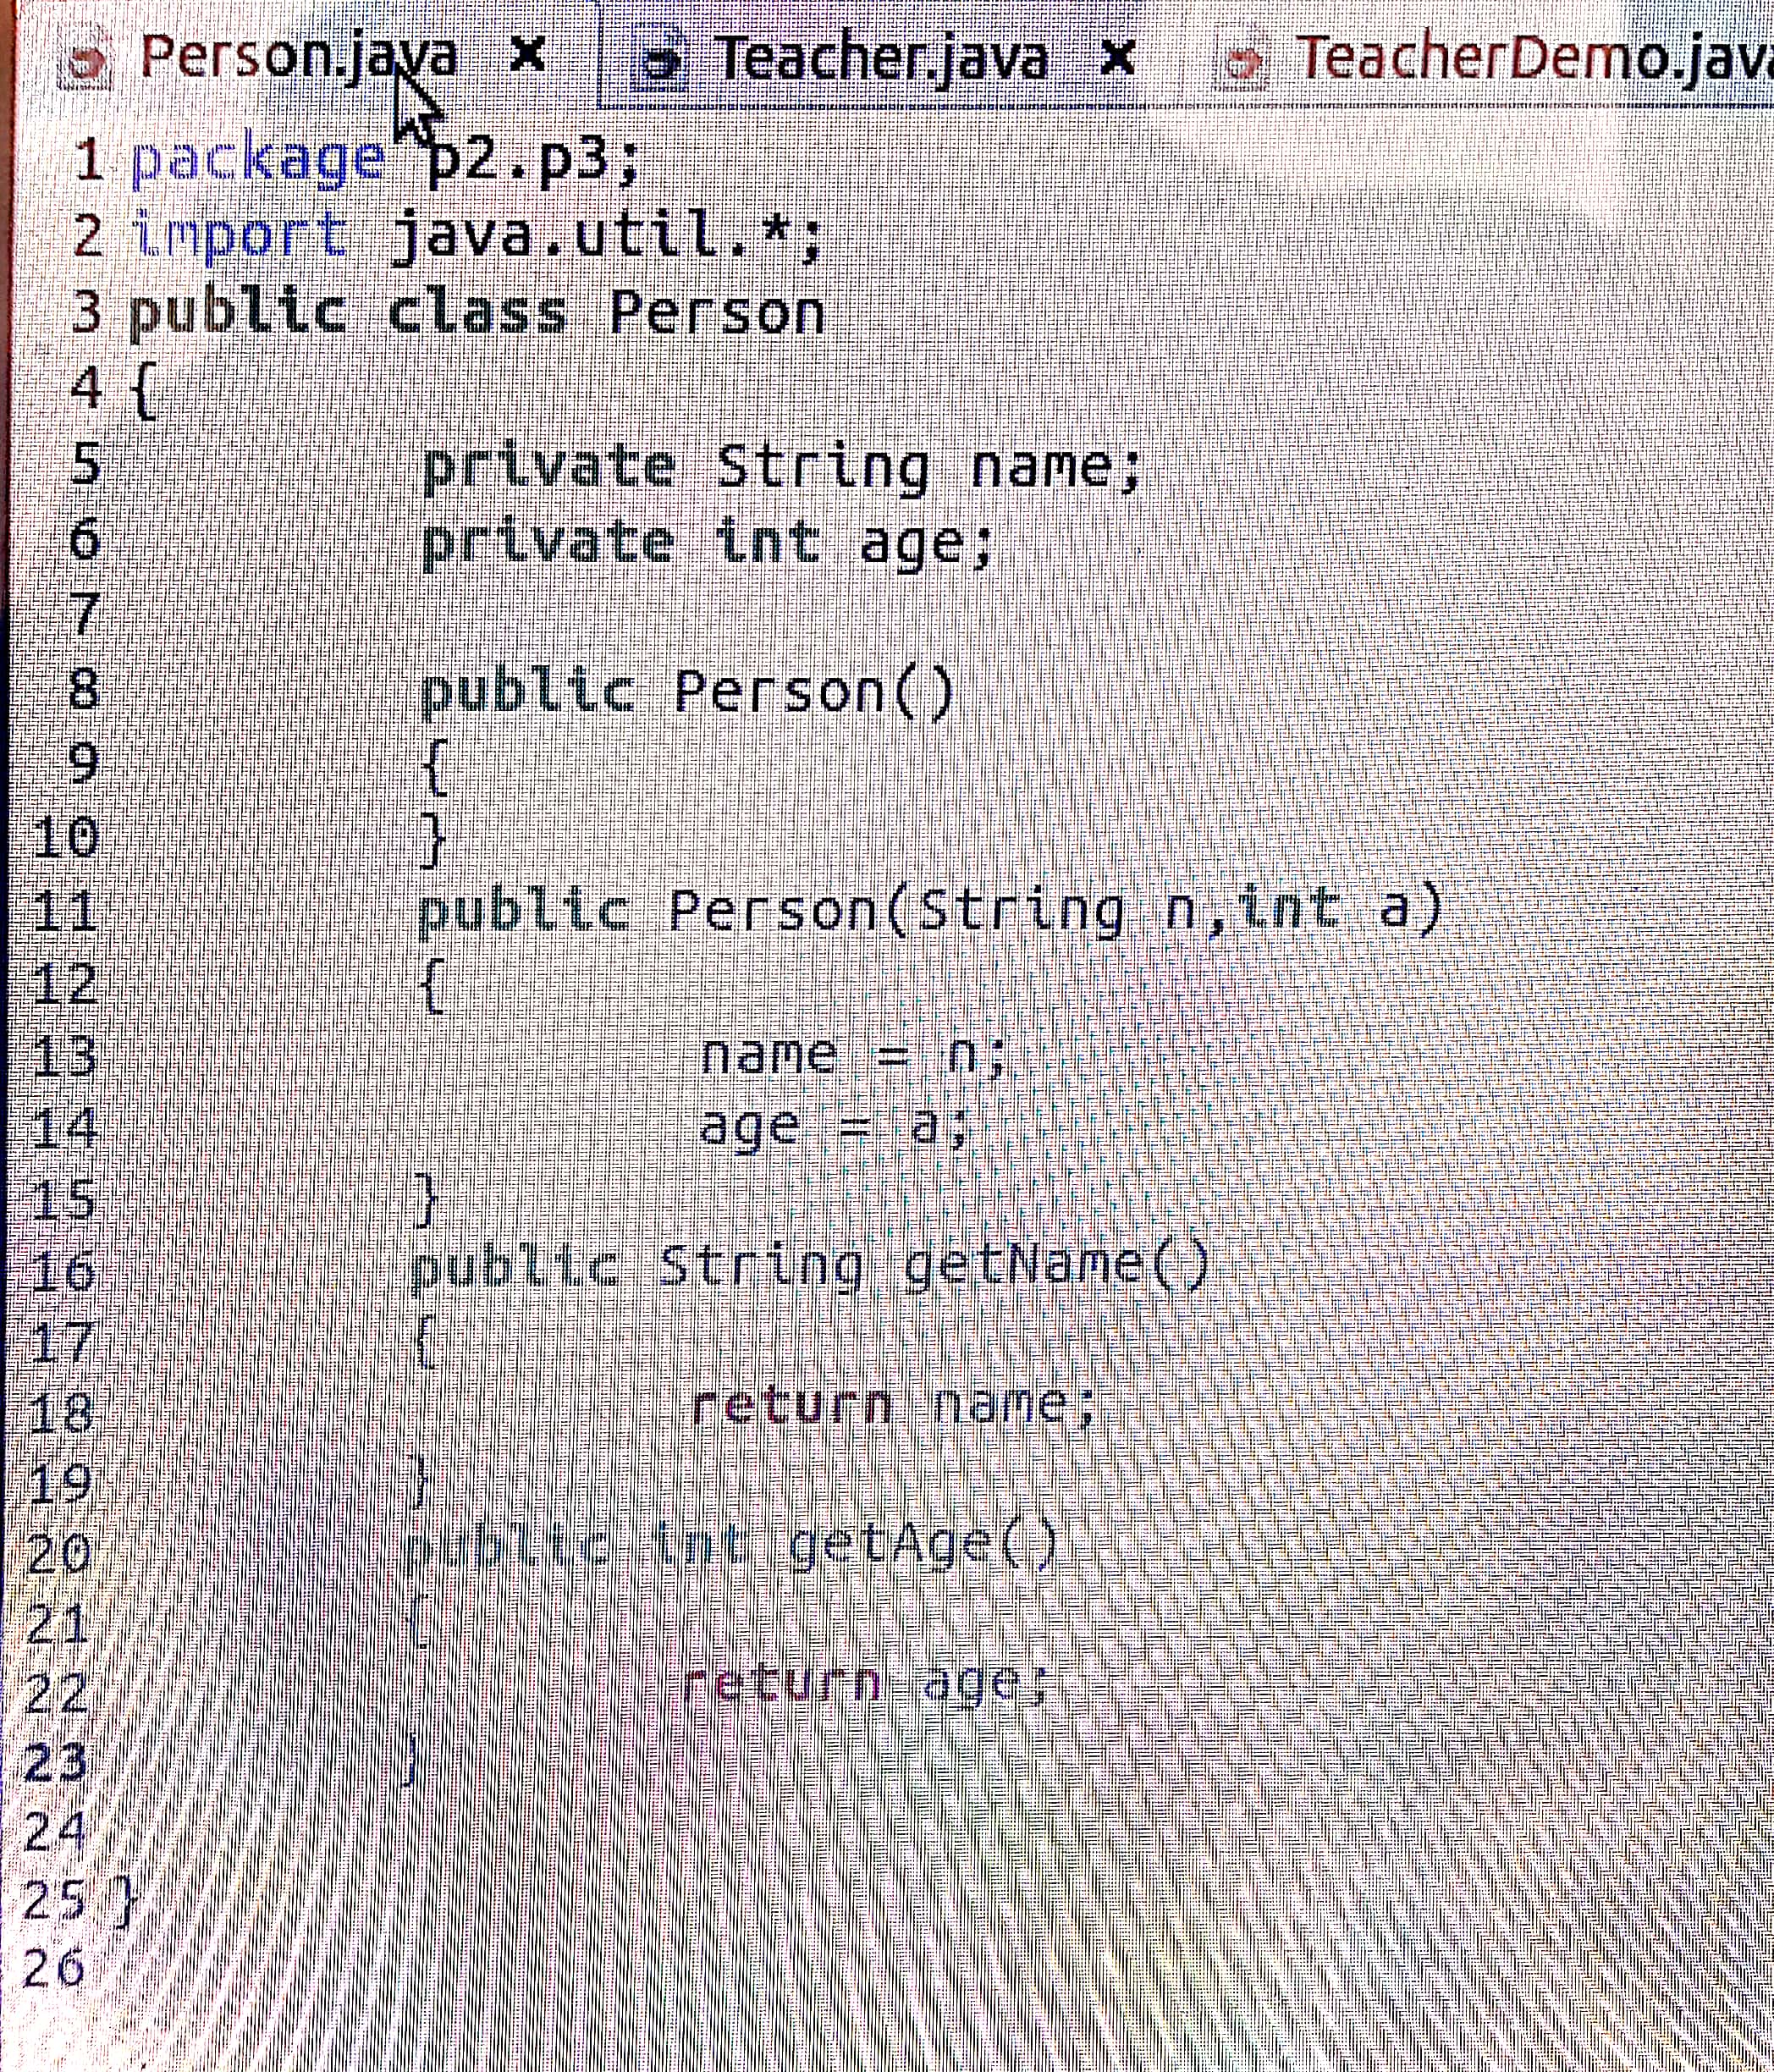 Person.java × Teacher.java × TeacherDemo.java
1 package p2.p3;
2 import java.util.*;
3 public class Person
4 {
5 private String name;
6 private int age;
7
8 public Person()
9 {
10 }
11 public Person(String n,int a)
12 {
13 name = n;
14 age = a;
15 }
16 public String getName()
17 {
18 return name;
19 }
20 public int getAge()
21 {
22 return age;
23 }
24
25 }
26